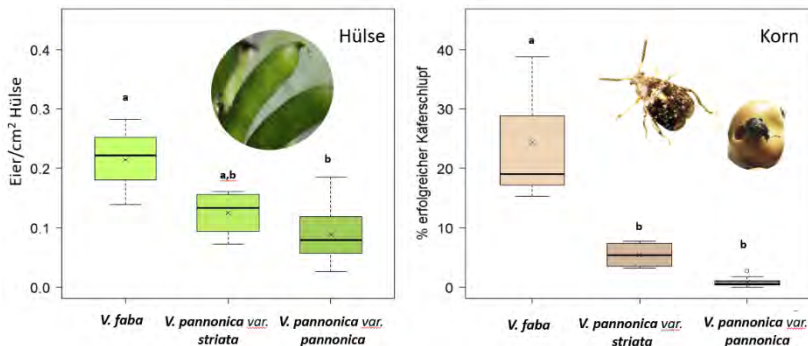 Hülse
Eier/cm² Hülse
0.4
0.3
0.2
0.1
0.0
a
a,b
b
V. faba
V. pannonica var.
striata
V. pannonica var.
pannonica
Korn
% erfolgreicher Käferschlupf
40
30
20
10
0
a
b
b
V. faba
V. pannonica var.
striata
V. pannonica var.
pannonica